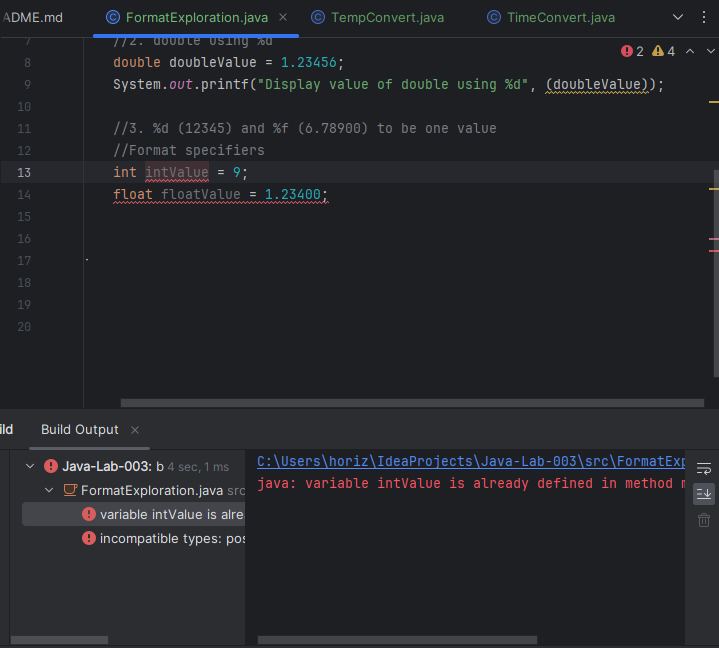 ADME.md FormatExploration.java TempConvert.java TimeConvert.java
2 4
7 //2. double using %d
8 double doubleValue = 1.23456;
9 System.out.printf("Display value of double using %d", (doubleValue));
10
11 //3. %d (12345) and %f (6.78900) to be one value
12 //Format specifiers
13 int intValue = 9;
14 float floatValue = 1.23400;
15
16
17
18
19
20
ild Build Output
Java-Lab-003: b 4 sec, 1 ms
FormatExploration.java src
variable intValue is alre
incompatible types: pos
C:\Users\horiz\IdeaProjects\Java-Lab-003\src\FormatExp
java: variable intValue is already defined in method m